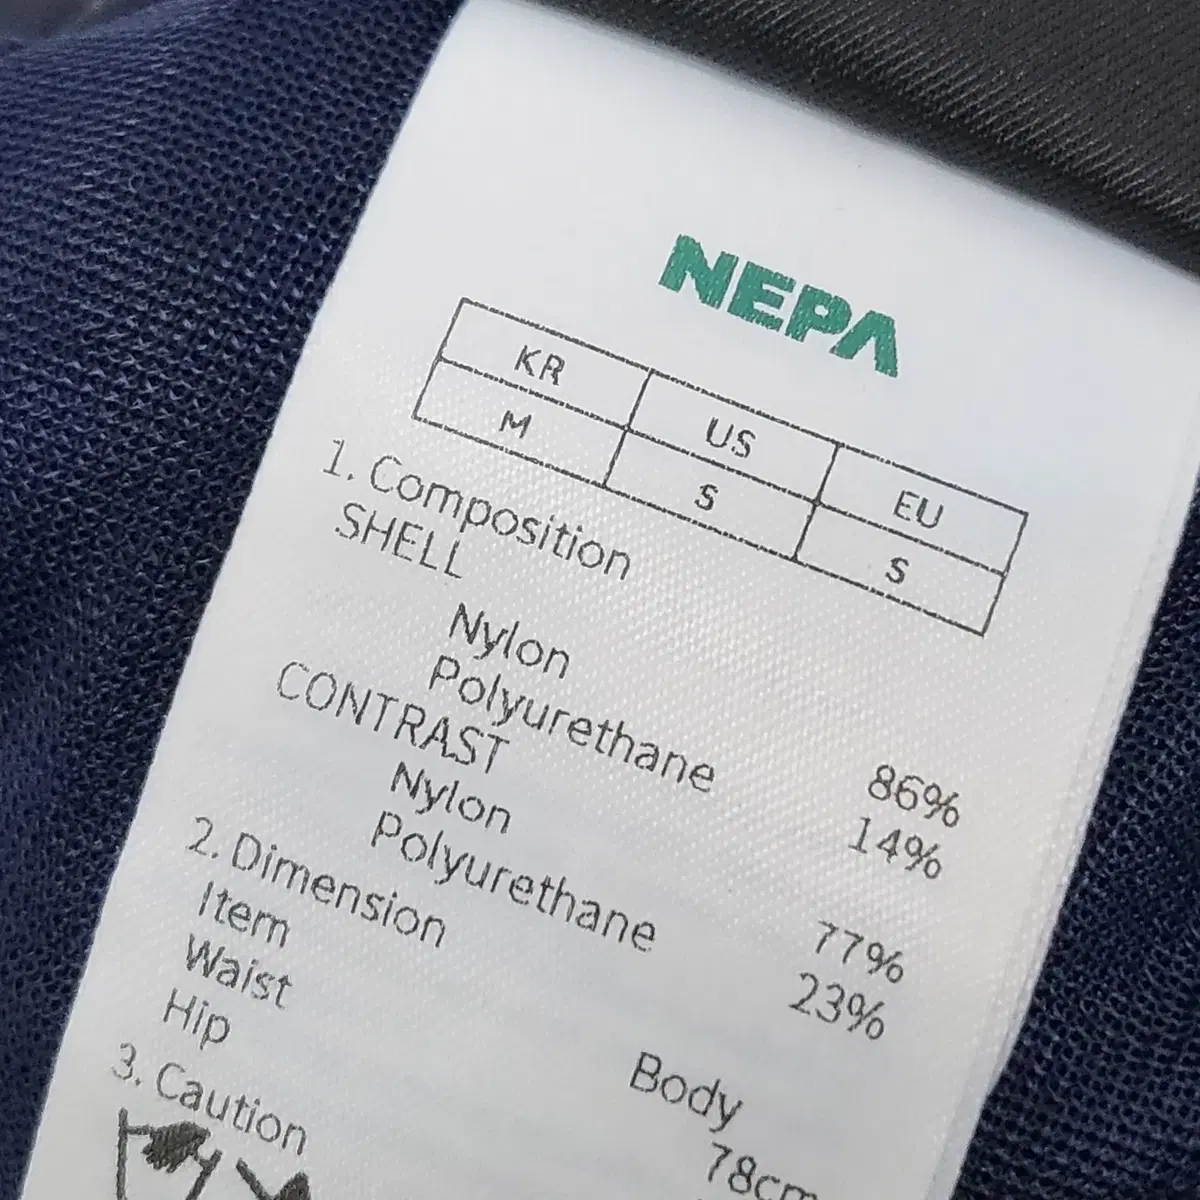 NEPA
KR US EU
M S S
1. Composition
SHELL
Nylon 86%
Polyurethane 14%
CONTRAST
Nylon 77%
Polyurethane 23%
2. Dimension
Item Body
Waist 78cm
Hip
3. Caution